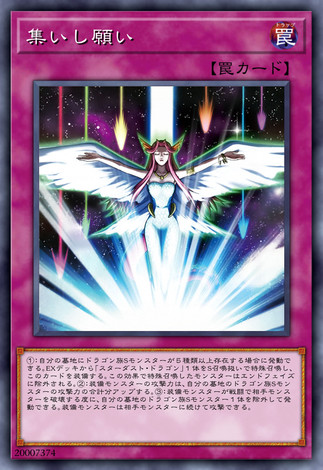 集いし願い
トラップ
罠
【罠カード】
①:自分の墓地にドラゴン族Sモンスターが5種類以上存在する場合に発動で
きる。EXデッキから「スターダスト・ドラゴン」1体をS召喚扱いで特殊召喚し、
このカードを装備する。この効果で特殊召喚したモンスターはエンドフェイズ
に除外される。②:装備モンスターの攻撃力は、自分の墓地のドラゴン族Sモンス
ターの攻撃力の合計分アップする。③:装備モンスターが戦闘で相手モンス
ターを破壊する度に、自分の墓地のドラゴン族Sモンスター1体を除外して発
動できる。装備モンスターは相手モンスターに続けて攻撃できる。
20007374